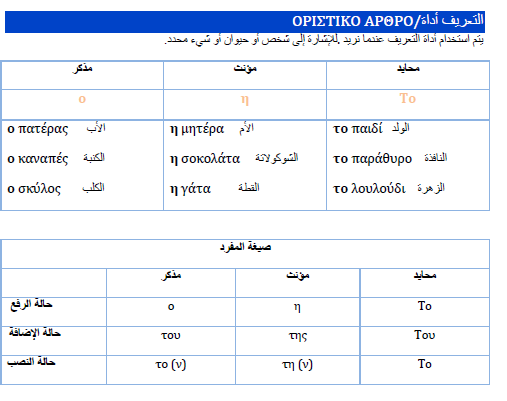 ΟΡΙΣΤΙΚΟ ΑΡΘΡΟ/التعريف أداة
يتم استخدام أداة التعريف عندما نريد .للإشارة إلى شخص أو حيوان أو شيء محدد.
مذكر مؤنث محايد
ο η Το
ο πατέρας الأب η μητέρα الأم το παιδί الولد
ο καναπές الكنبة η σοκολάτα الشوكولاتة το παράθυρο النافذة
ο σκύλος الكلب η γάτα القطة το λουλούδι الزهرة
صيغة المفرد
مذكر مؤنث محايد
حالة الرفع ο η Το
حالة الإضافة του της Του
حالة النصب το (ν) τη (ν) Το